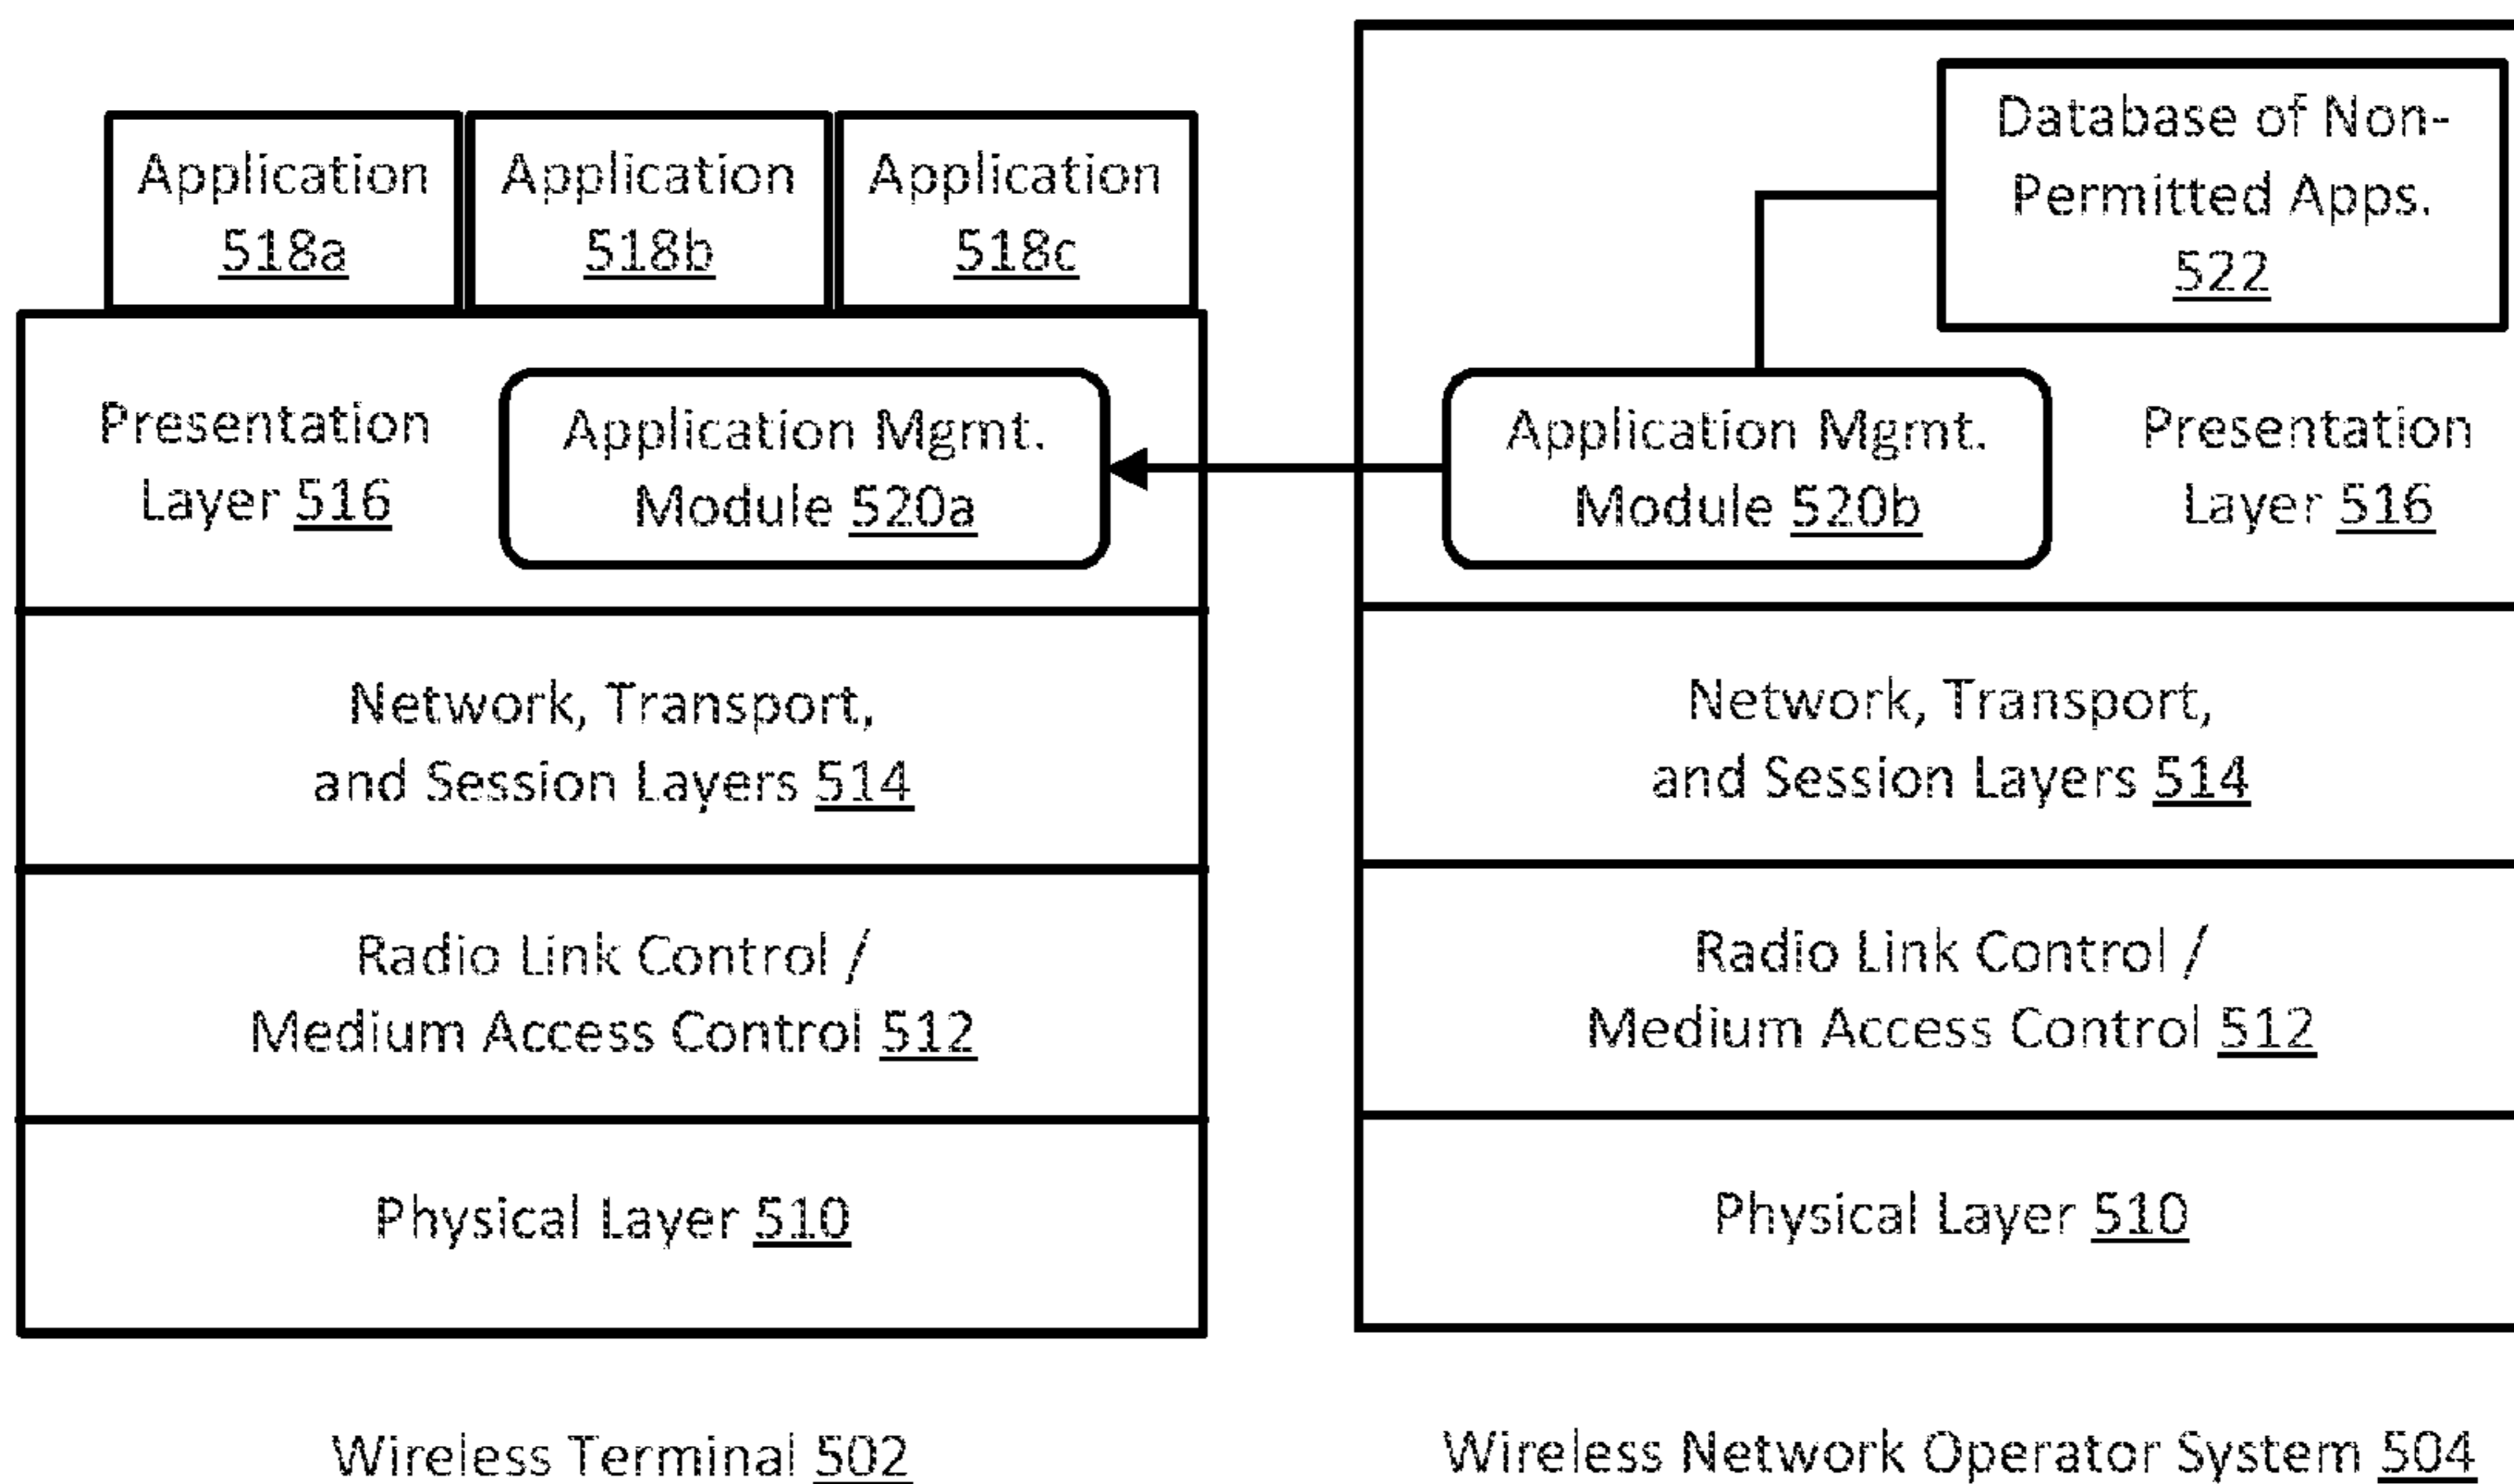 Application
518a
Application
518b
Application
518c
Presentation
Layer 516
Application Mgmt.
Module 520a
Network, Transport,
and Session Layers 514
Radio Link Control /
Medium Access Control 512
Physical Layer 510
Wireless Terminal 502
Database of Non-
Permitted Apps.
522
Application Mgmt.
Module 520b
Presentation
Layer 516
Network, Transport,
and Session Layers 514
Radio Link Control /
Medium Access Control 512
Physical Layer 510
Wireless Network Operator System 504